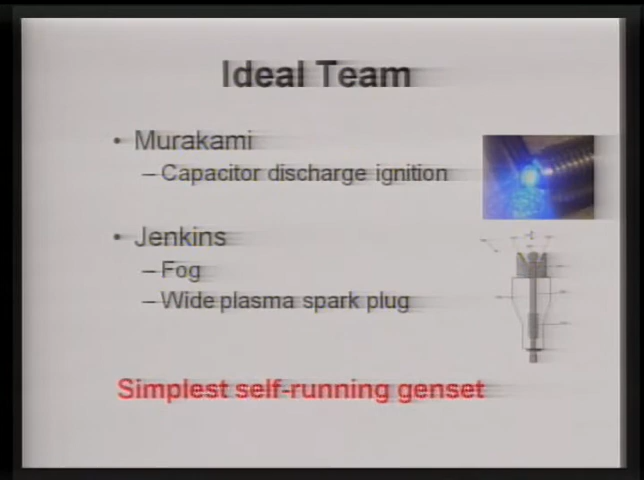 Ideal Team
• Murakami
– Capacitor discharge ignition
• Jenkins
– Fog
– Wide plasma spark plug
Simplest self-running genset